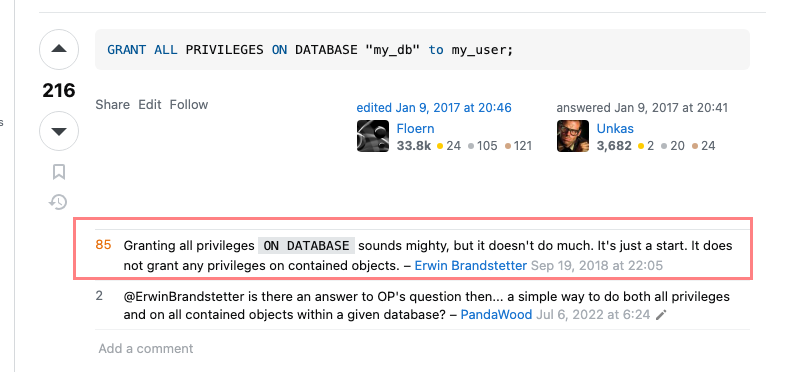 GRANT ALL PRIVILEGES ON DATABASE "my_db" to my_user;
216
Share Edit Follow
edited Jan 9, 2017 at 20:46
Floern
33.8k 24 105 121
answered Jan 9, 2017 at 20:41
Unkas
3,682 2 20 24
s
85 Granting all privileges ON DATABASE sounds mighty, but it doesn't do much. It's just a start. It does
not grant any privileges on contained objects. – Erwin Brandstetter Sep 19, 2018 at 22:05
2 @ErwinBrandstetter is there an answer to OP's question then... a simple way to do both all privileges
and on all contained objects within a given database? – PandaWood Jul 6, 2022 at 6:24
Add a comment